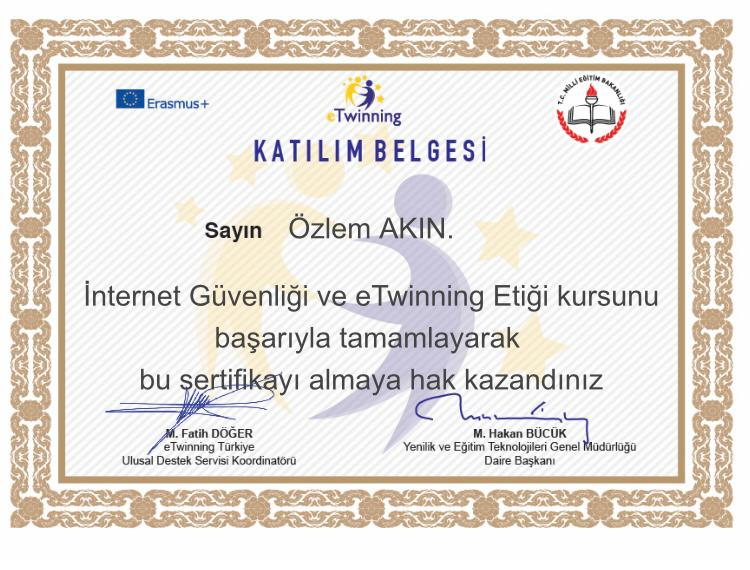 Erasmus+
eTwinning
T.C. MİLLÎ EĞİTİM BAKANLIĞI
KATILIM BELGESİ
Sayın Özlem AKIN.
İnternet Güvenliği ve eTwinning Etiği kursunu
başarıyla tamamlayarak
bu sertifikayı almaya hak kazandınız
M. Fatih DÖĞER
eTwinning Türkiye
Ulusal Destek Servisi Koordinatörü
M. Hakan BÜCÜK
Yenilik ve Eğitim Teknolojileri Genel Müdürlüğü
Daire Başkanı